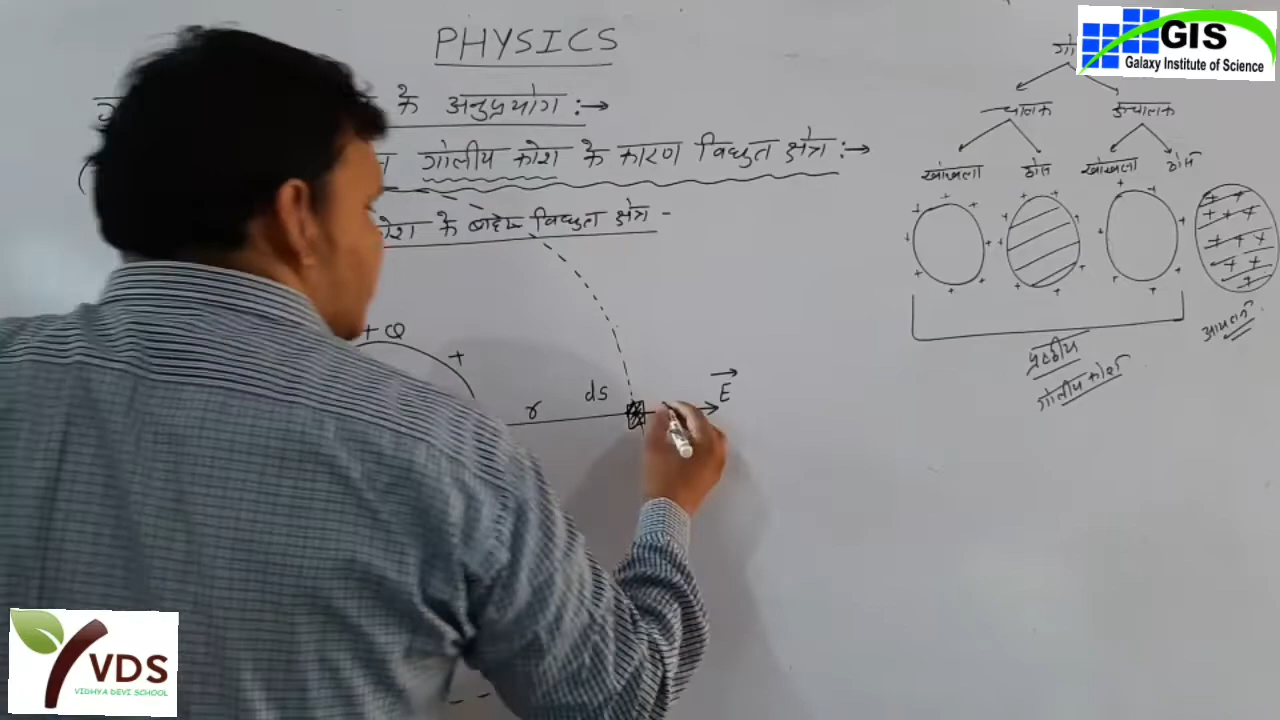 PHYSICS
के अनुप्रयोग :→
गोलीय कोश के कारण विद्युत क्षेत्र :→
के बाहर विद्युत क्षेत्र -
+Q
+
r
ds
E
चालक
कुचालक
खोखला
ठोस
खोखला
ठोस
पृष्ठीय
गोलीय कोश
आयतन
GIS
Galaxy Institute of Science
VDS
VIDHYA DEVI SCHOOL